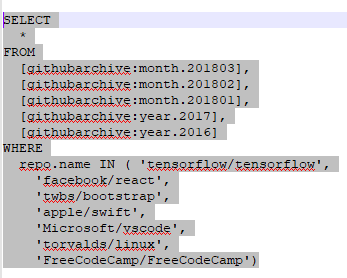 SELECT
*
FROM
[githubarchive:month.201803],
[githubarchive:month.201802],
[githubarchive:month.201801],
[githubarchive:year.2017],
[githubarchive:year.2016]
WHERE
repo.name IN ( 'tensorflow/tensorflow',
'facebook/react',
'twbs/bootstrap',
'apple/swift',
'Microsoft/vscode',
'torvalds/linux',
'FreeCodeCamp/FreeCodeCamp')